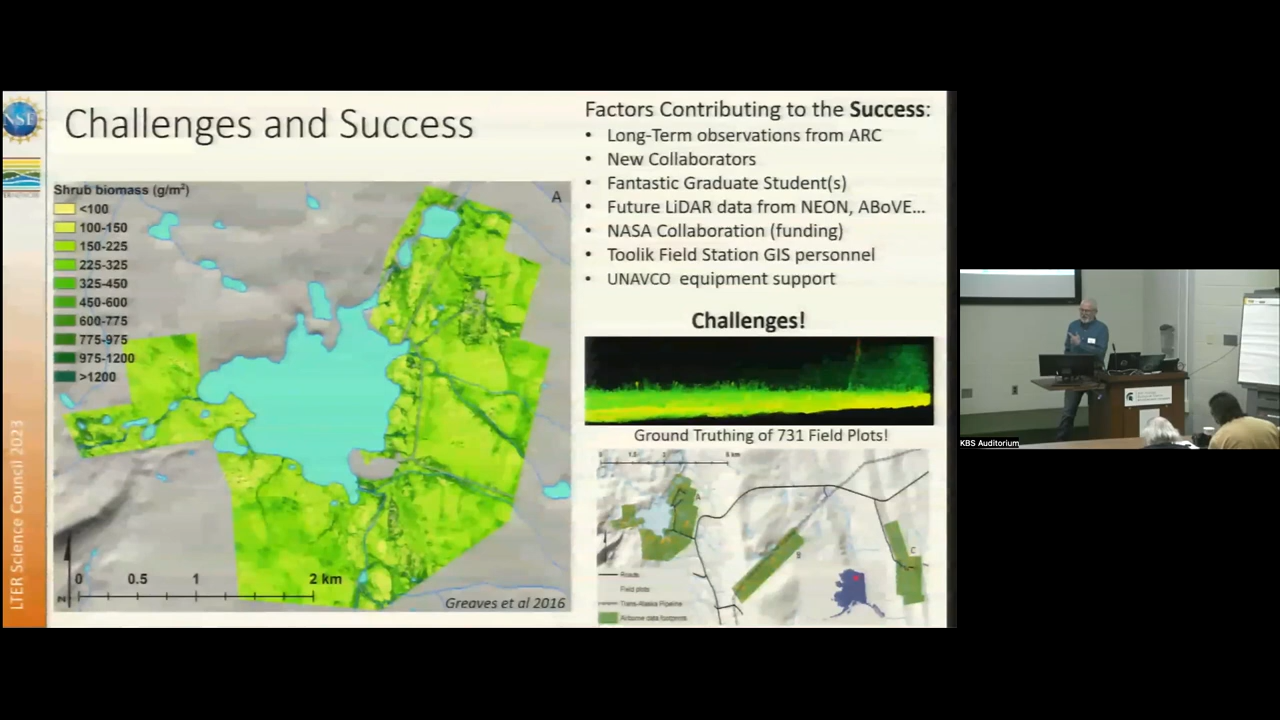 NSF
Challenges and Success
Shrub biomass (g/m²)
<100
100-150
150-225
225-325
325-450
450-600
600-775
775-975
975-1200
>1200
A
0 0.5 1 2 km
N
Greaves et al 2016
LTER Science Council 2023
Factors Contributing to the Success:
• Long-Term observations from ARC
• New Collaborators
• Fantastic Graduate Student(s)
• Future LiDAR data from NEON, ABoVE...
• NASA Collaboration (funding)
• Toolik Field Station GIS personnel
• UNAVCO equipment support
Challenges!
Ground Truthing of 731 Field Plots!
A
B
C
Roads
Field plots
Trans-Alaska Pipeline
Airborne data footprints
KBS Auditorium